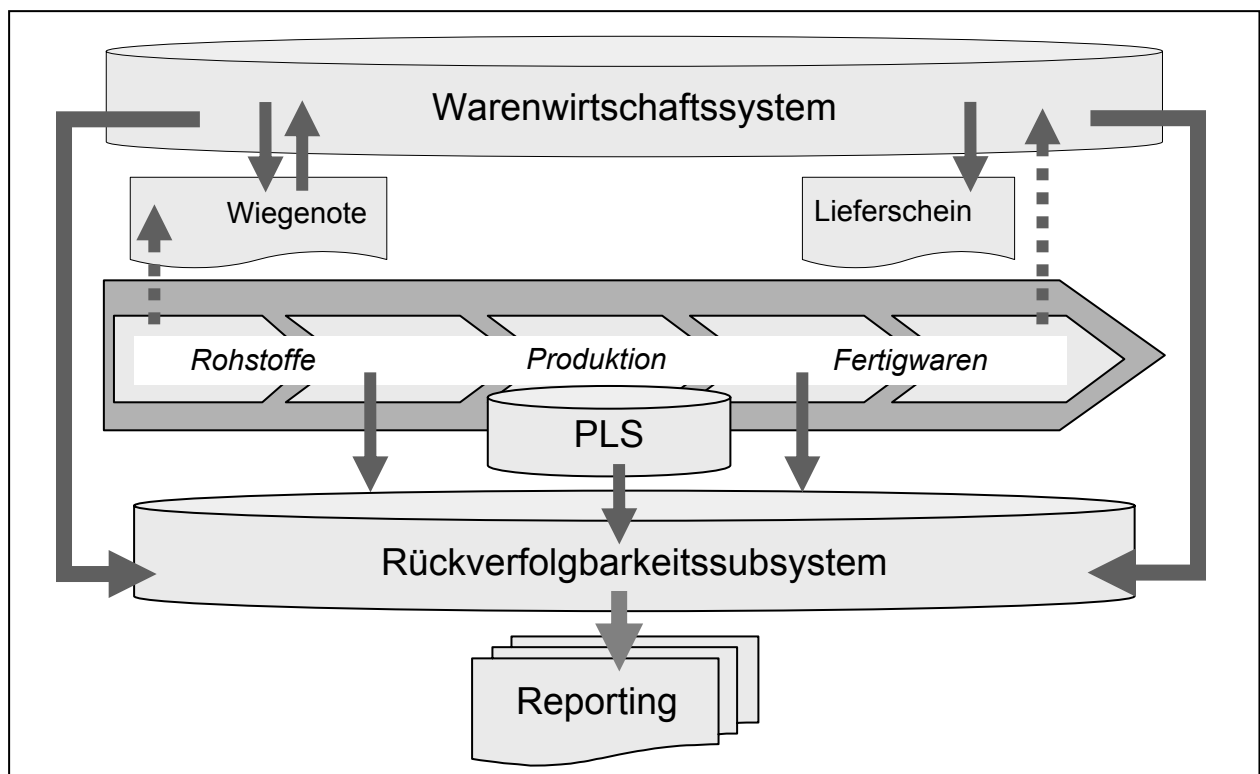 Warenwirtschaftssystem
Wiegenote
Lieferschein
Rohstoffe
Produktion
Fertigwaren
PLS
Rückverfolgbarkeitssubsystem
Reporting